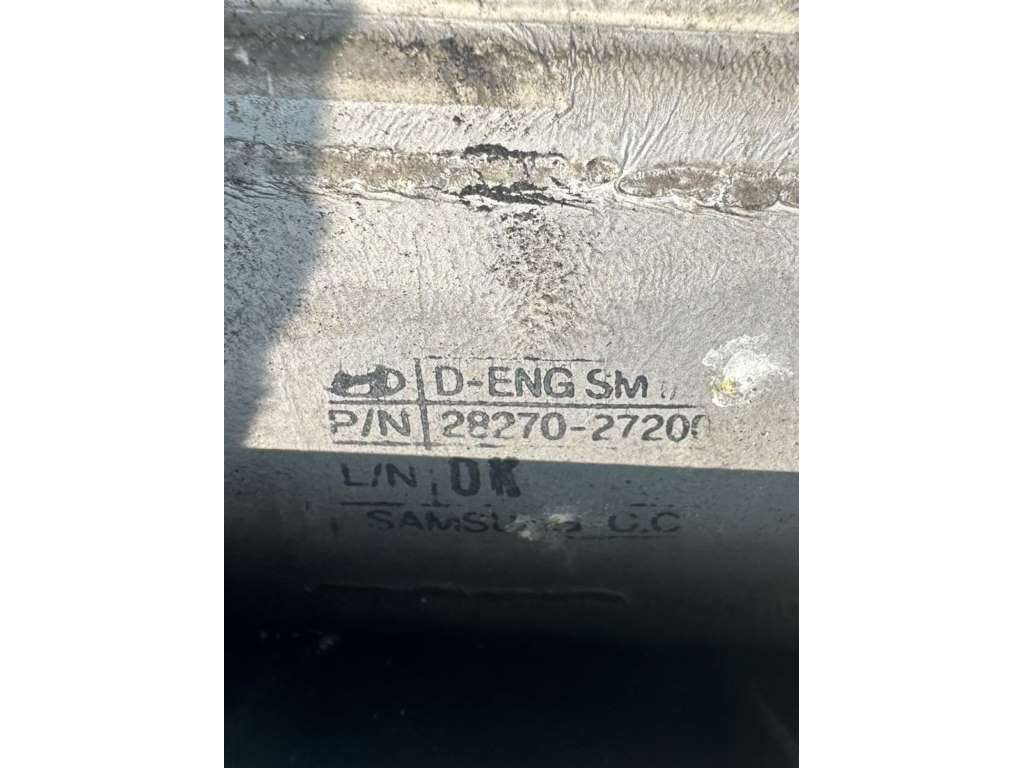 D-ENG SM
P/N 28270-27200
L/N OK
C.C